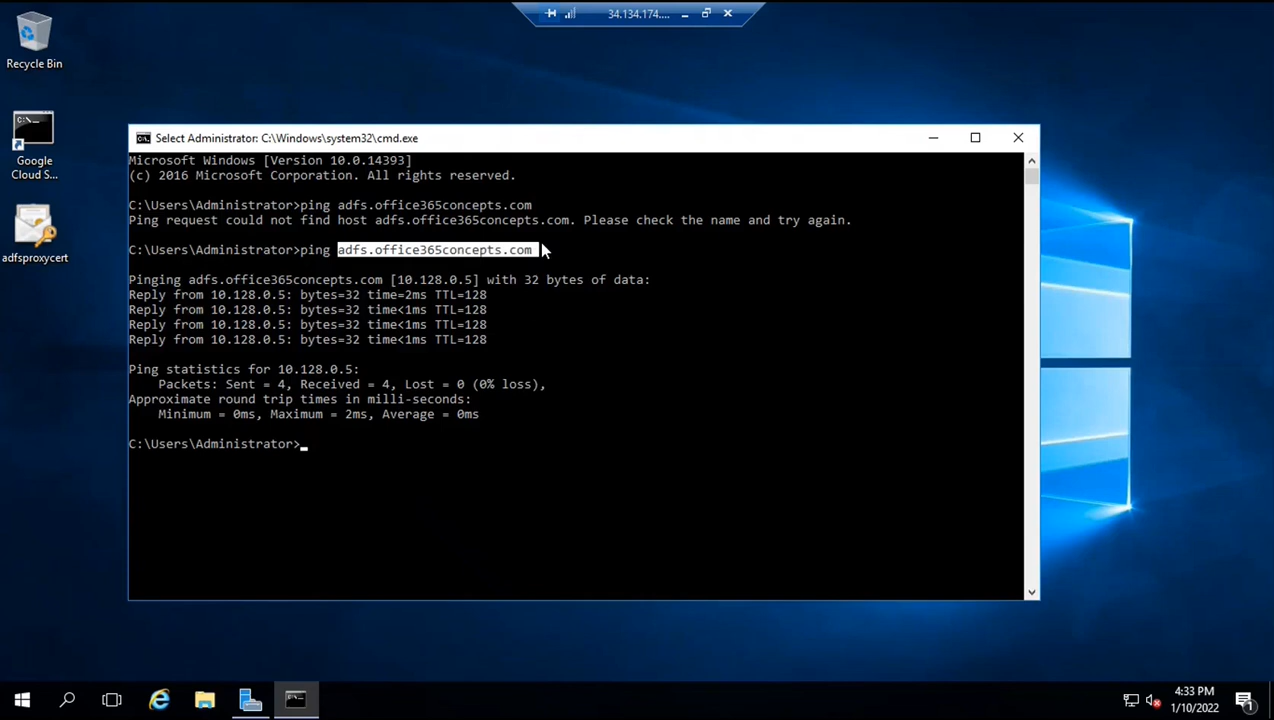 34.134.174....
Recycle Bin
Google
Cloud S...
adfsproxycert
Select Administrator: C:\Windows\system32\cmd.exe
Microsoft Windows [Version 10.0.14393]
(c) 2016 Microsoft Corporation. All rights reserved.
C:\Users\Administrator>ping adfs.office365concepts.com
Ping request could not find host adfs.office365concepts.com. Please check the name and try again.
C:\Users\Administrator>ping adfs.office365concepts.com
Pinging adfs.office365concepts.com [10.128.0.5] with 32 bytes of data:
Reply from 10.128.0.5: bytes=32 time=2ms TTL=128
Reply from 10.128.0.5: bytes=32 time<1ms TTL=128
Reply from 10.128.0.5: bytes=32 time<1ms TTL=128
Reply from 10.128.0.5: bytes=32 time<1ms TTL=128
Ping statistics for 10.128.0.5:
Packets: Sent = 4, Received = 4, Lost = 0 (0% loss),
Approximate round trip times in milli-seconds:
Minimum = 0ms, Maximum = 2ms, Average = 0ms
C:\Users\Administrator>
4:33 PM
1/10/2022
1